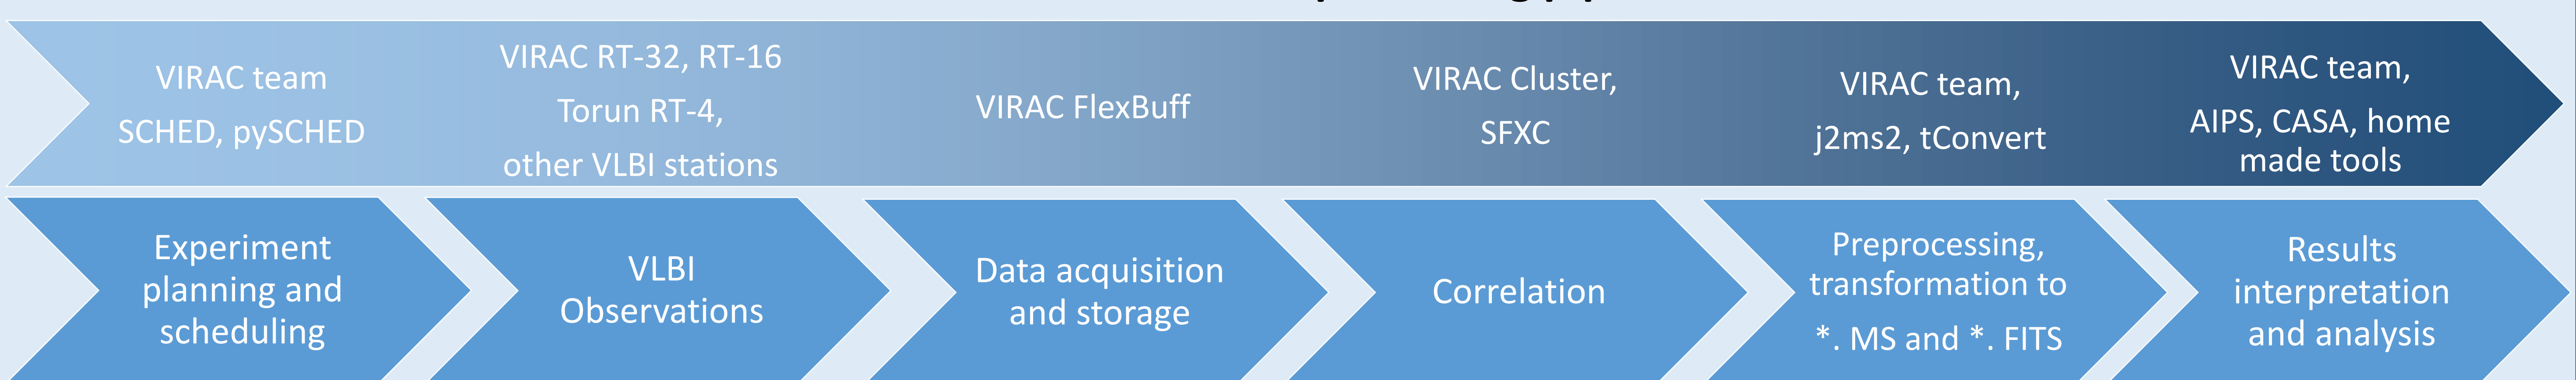 VIRAC team
SCHED, pySCHED
VIRAC RT-32, RT-16
Torun RT-4,
other VLBI stations
VIRAC FlexBuff
VIRAC Cluster,
SFXC
VIRAC team,
j2ms2, tConvert
VIRAC team,
AIPS, CASA, home
made tools
Experiment
planning and
scheduling
VLBI
Observations
Data acquisition
and storage
Correlation
Preprocessing,
transformation to
*. MS and *. FITS
Results
interpretation
and analysis